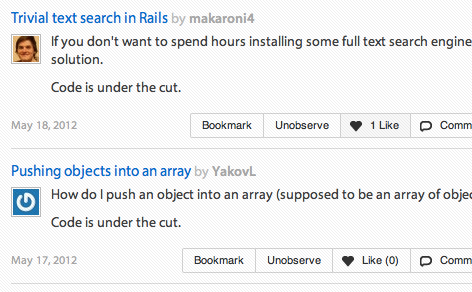 Trivial text search in Rails by makaroni4
If you don't want to spend hours installing some full text search engine
solution.
Code is under the cut.
May 18, 2012 Bookmark Unobserve 1 Like Comm
Pushing objects into an array by YakovL
How do I push an object into an array (supposed to be an array of objec
Code is under the cut.
May 17, 2012 Bookmark Unobserve Like (0) Comm